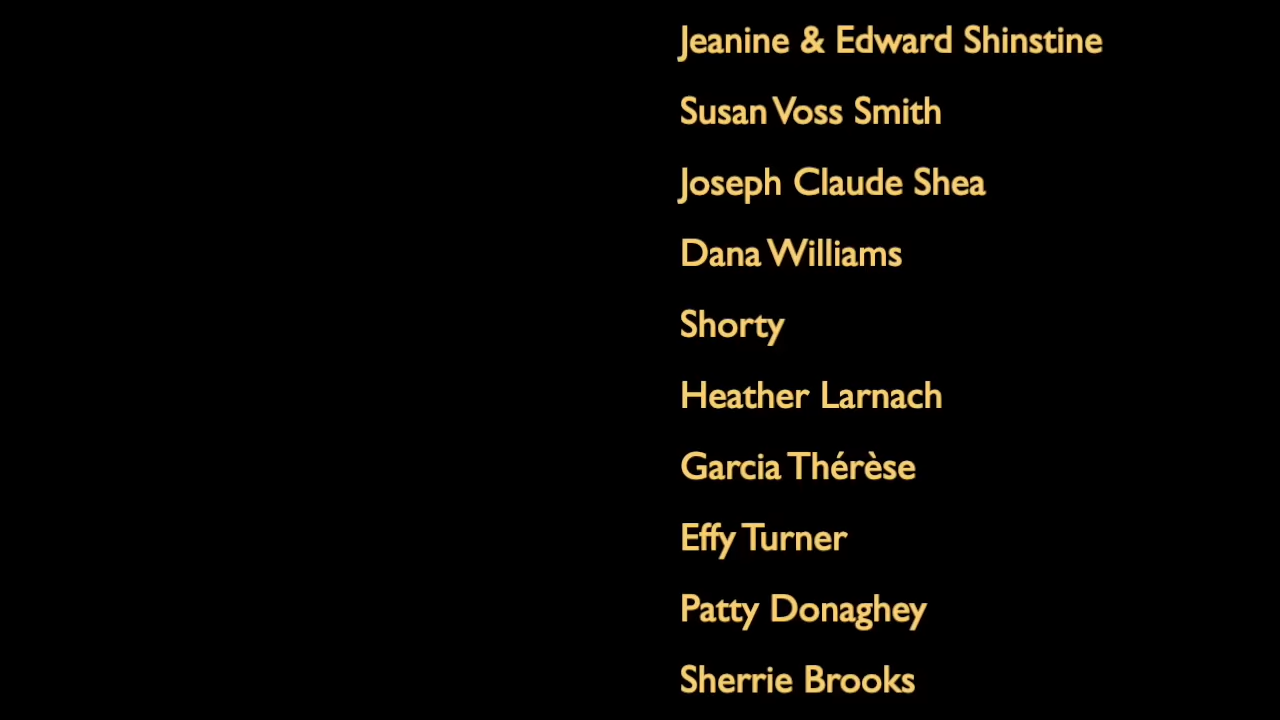 Jeanine & Edward Shinstine
Susan Voss Smith
Joseph Claude Shea
Dana Williams
Shorty
Heather Larnach
Garcia Thérèse
Effy Turner
Patty Donaghey
Sherrie Brooks